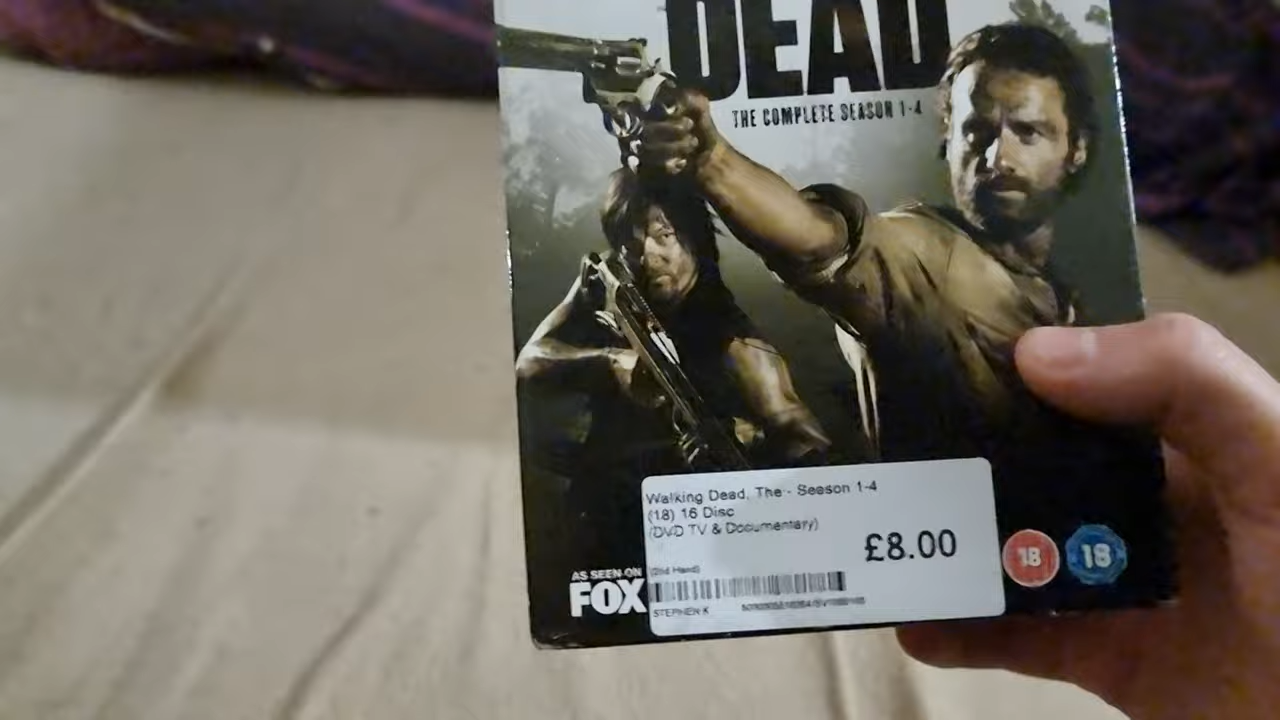 DEAD
THE COMPLETE SEASON 1-4
Walking Dead, The - Season 1-4
(18) 16 Disc
(DVD TV & Documentary)
£8.00
(2nd Hand)
STEPHEN K
AS SEEN ON
FOX
18
18